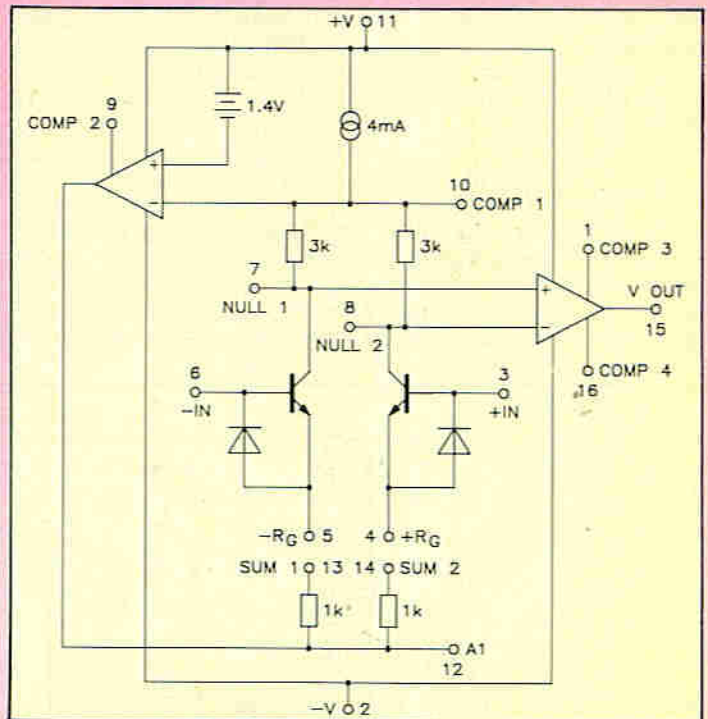 +V 11
9
COMP 2
1.4V
4mA
10
COMP 1
+
−
3k
3k
1
COMP 3
7
NULL 1
+
−
V OUT
15
8
NULL 2
COMP 4
16
6
−IN
3
+IN
−RG 5 4 +RG
SUM 1 13 14 SUM 2
1k
1k
A1
12
−V 2